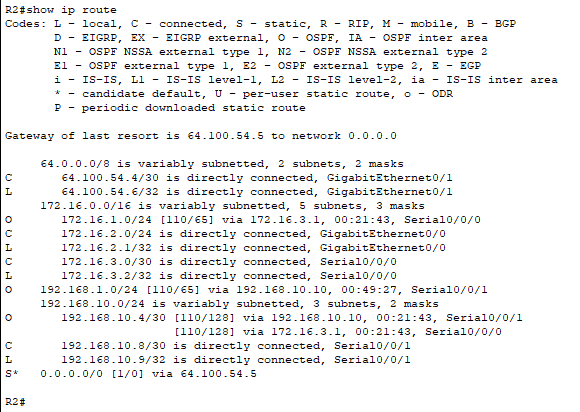 R2#show ip route
Codes: L - local, C - connected, S - static, R - RIP, M - mobile, B - BGP
       D - EIGRP, EX - EIGRP external, O - OSPF, IA - OSPF inter area
       N1 - OSPF NSSA external type 1, N2 - OSPF NSSA external type 2
       E1 - OSPF external type 1, E2 - OSPF external type 2, E - EGP
       i - IS-IS, L1 - IS-IS level-1, L2 - IS-IS level-2, ia - IS-IS inter area
       * - candidate default, U - per-user static route, o - ODR
       P - periodic downloaded static route

Gateway of last resort is 64.100.54.5 to network 0.0.0.0

     64.0.0.0/8 is variably subnetted, 2 subnets, 2 masks
C       64.100.54.4/30 is directly connected, GigabitEthernet0/1
L       64.100.54.6/32 is directly connected, GigabitEthernet0/1
     172.16.0.0/16 is variably subnetted, 5 subnets, 3 masks
O       172.16.1.0/24 [110/65] via 172.16.3.1, 00:21:43, Serial0/0/0
C       172.16.2.0/24 is directly connected, GigabitEthernet0/0
L       172.16.2.1/32 is directly connected, GigabitEthernet0/0
C       172.16.3.0/30 is directly connected, Serial0/0/0
L       172.16.3.2/32 is directly connected, Serial0/0/0
O    192.168.1.0/24 [110/65] via 192.168.10.10, 00:49:27, Serial0/0/1
     192.168.10.0/24 is variably subnetted, 3 subnets, 2 masks
O       192.168.10.4/30 [110/128] via 192.168.10.10, 00:21:43, Serial0/0/1
                        [110/128] via 172.16.3.1, 00:21:43, Serial0/0/0
C       192.168.10.8/30 is directly connected, Serial0/0/1
L       192.168.10.9/32 is directly connected, Serial0/0/1
S*   0.0.0.0/0 [1/0] via 64.100.54.5

R2#